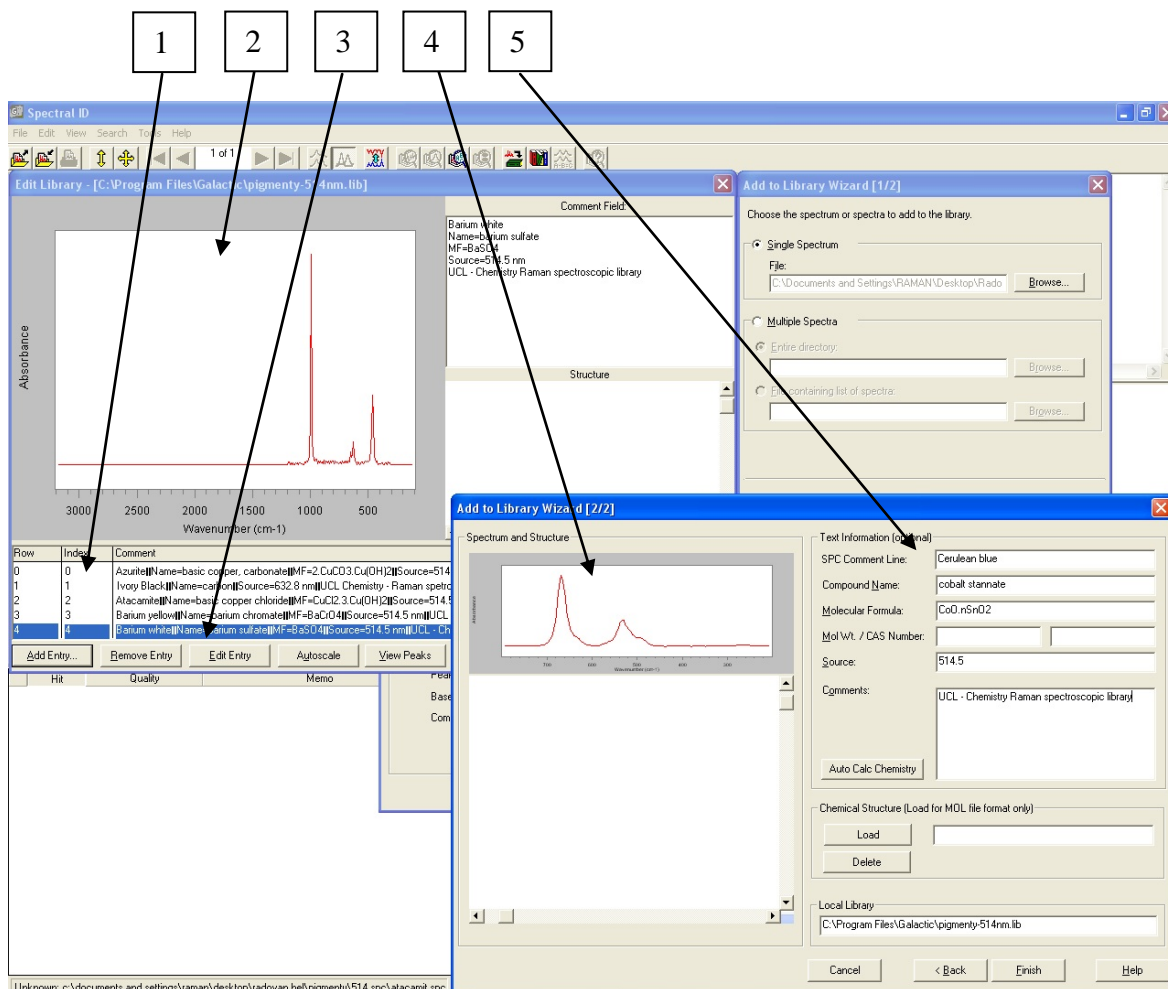 1 2 3 4 5
Spectral ID
File Edit View Search Tools Help
1 of 1
Edit Library - [C:\Program Files\Galactic\pigmenty-514nm.lib]
Comment Field:
Barium white
Name=barium sulfate
MF=BaSO4
Source=514.5 nm
UCL - Chemistry Raman spectroscopic library
Structure
Absorbance
3000 2500 2000 1500 1000 500
Wavenumber (cm-1)
Row Index Comment
0 0 Azurite||Name=basic copper, carbonate||MF=2.CuCO3.Cu(OH)2||Source=514
1 1 Ivory Black||Name=carbon||Source=632.8 nm||UCL Chemistry - Raman spetro
2 2 Atacamite||Name=basic copper chloride||MF=CuCl2.3.Cu(OH)2||Source=514.5
3 3 Barium yellow||Name=barium chromate||MF=BaCrO4||Source=514.5 nm||UCL
4 4 Barium white||Name=barium sulfate||MF=BaSO4||Source=514.5 nm||UCL - Ch
Add Entry... Remove Entry Edit Entry Autoscale View Peaks
Hit Quality Memo
Base
Com
Add to Library Wizard [1/2]
Choose the spectrum or spectra to add to the library.
Single Spectrum
File:
C:\Documents and Settings\RAMAN\Desktop\Rado Browse...
Multiple Spectra
Entire directory:
Browse...
File containing list of spectra:
Browse...
Add to Library Wizard [2/2]
Spectrum and Structure
Absorbance
700 600 500 400 300
Wavenumber (cm-1)
Text Information (optional)
SPC Comment Line: Cerulean blue
Compound Name: cobalt stannate
Molecular Formula: CoO.nSnO2
Mol Wt. / CAS Number:
Source: 514.5
Comments: UCL - Chemistry Raman spectroscopic library
Auto Calc Chemistry
Chemical Structure (Load for MOL file format only)
Load
Delete
Local Library
C:\Program Files\Galactic\pigmenty-514nm.lib
Cancel < Back Finish Help
Unknown: c:\documents and settings\raman\desktop\radovan hel\pigmenty\514 spc\atacamit.spc